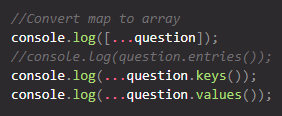 //Convert map to array
console.log([...question]);
//console.log(question.entries());
console.log(...question.keys());
console.log(...question.values());